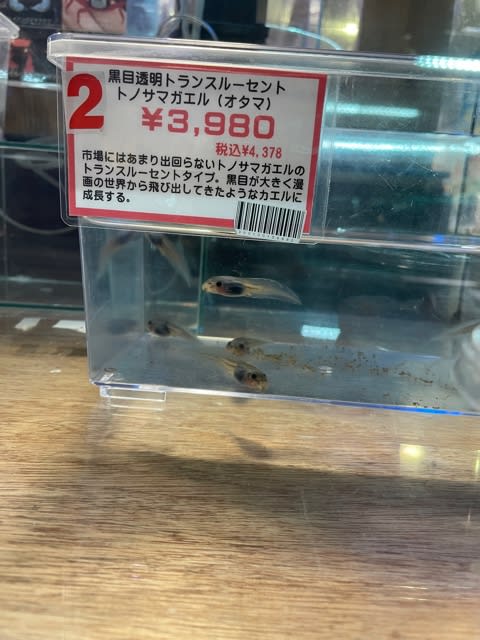 2
黒目透明トランスルーセント
トノサマガエル（オタマ）
¥3,980
税込¥4,378
市場にはあまり出回らないトノサマガエルの
トランスルーセントタイプ。黒目が大きく漫
画の世界から飛び出してきたようなカエルに
成長する。